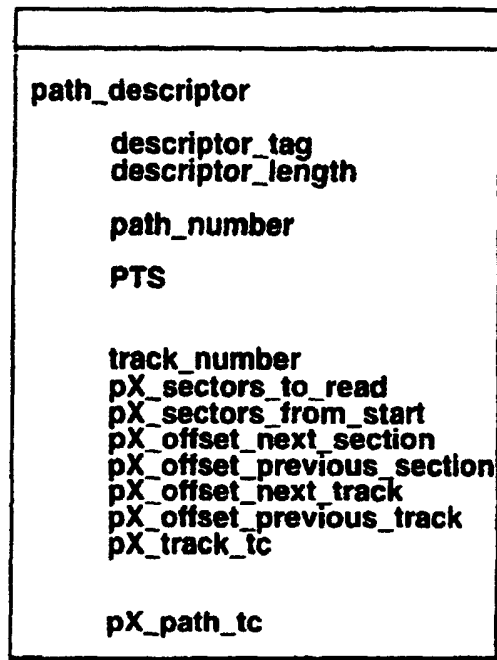 path_descriptor
descriptor_tag
descriptor_length
path_number
PTS
track_number
pX_sectors_to_read
pX_sectors_from_start
pX_offset_next_section
pX_offset_previous_section
pX_offset_next_track
pX_offset_previous_track
pX_track_tc
pX_path_tc